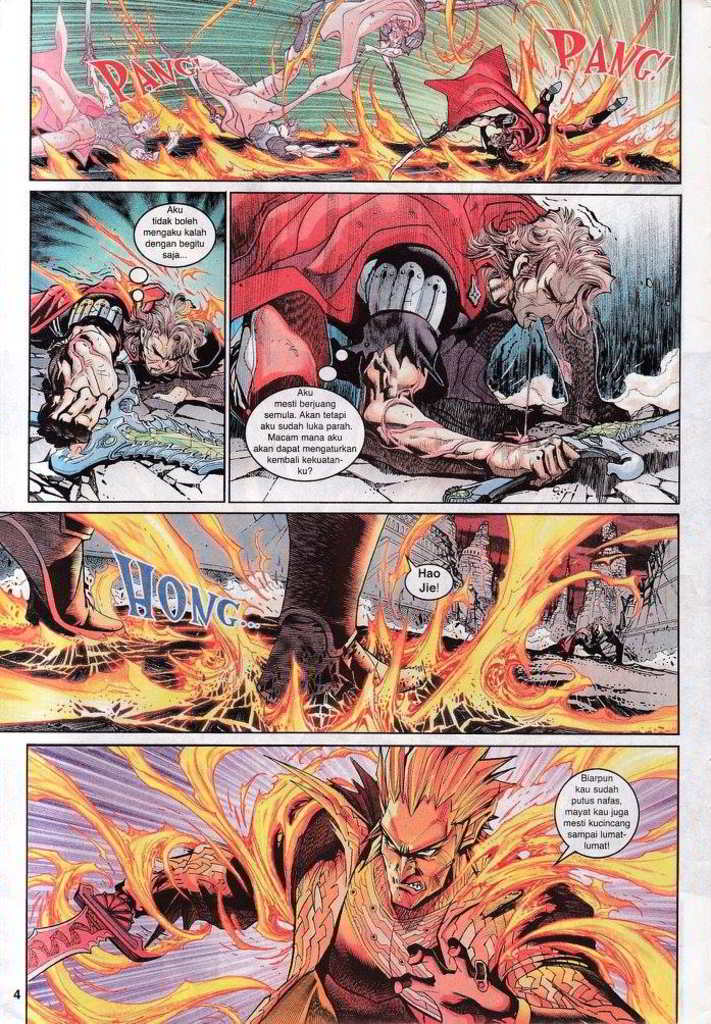 PANG!
PANG!
Aku
tidak boleh
mengaku kalah
dengan begitu
saja...
Aku
mesti berjuang
semula. Akan tetapi
aku sudah luka parah.
Macam mana aku
akan dapat mengaturkan
kembali kekuatan-
ku?
HONG...
Hao
Jie!
Biarpun
kau sudah
putus nafas,
mayat kau juga
mesti kucincang
sampai lumat-
lumat!
4